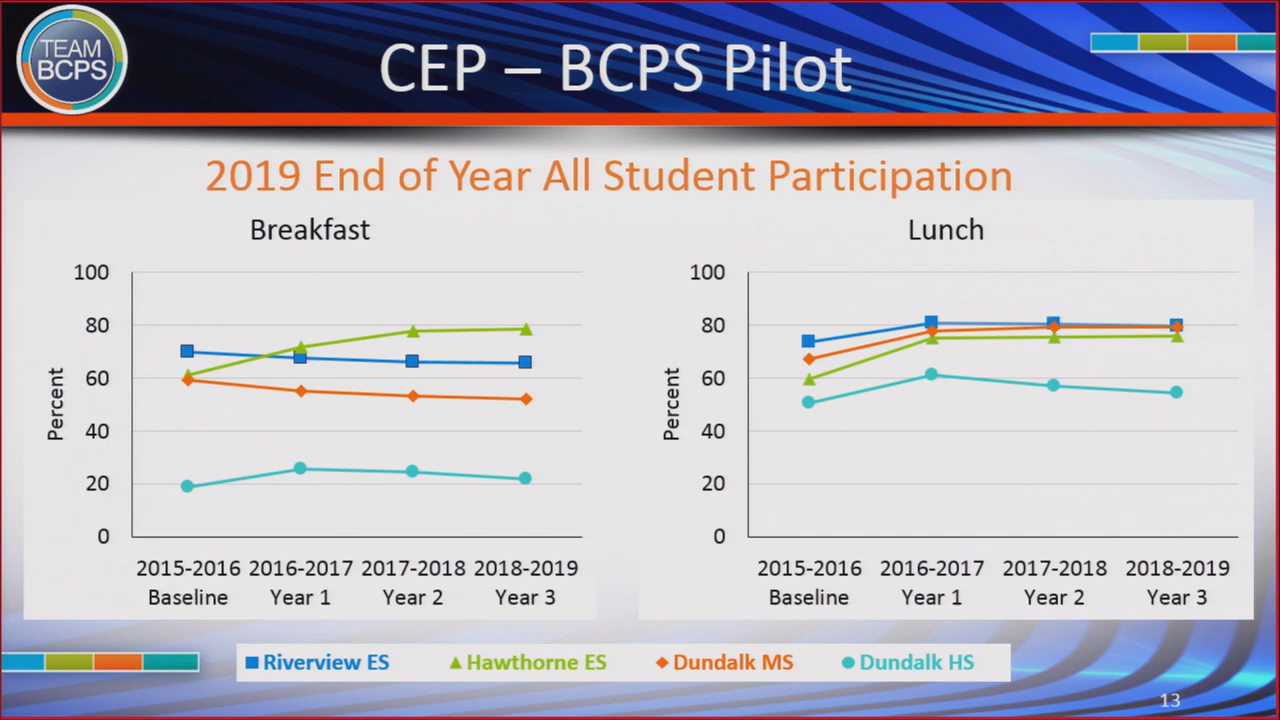 TEAM
BCPS
CEP – BCPS Pilot
2019 End of Year All Student Participation
Breakfast
Percent
100
80
60
40
20
0
2015-2016 2016-2017 2017-2018 2018-2019
Baseline Year 1 Year 2 Year 3
Lunch
Percent
100
80
60
40
20
0
2015-2016 2016-2017 2017-2018 2018-2019
Baseline Year 1 Year 2 Year 3
Riverview ES Hawthorne ES Dundalk MS Dundalk HS
13